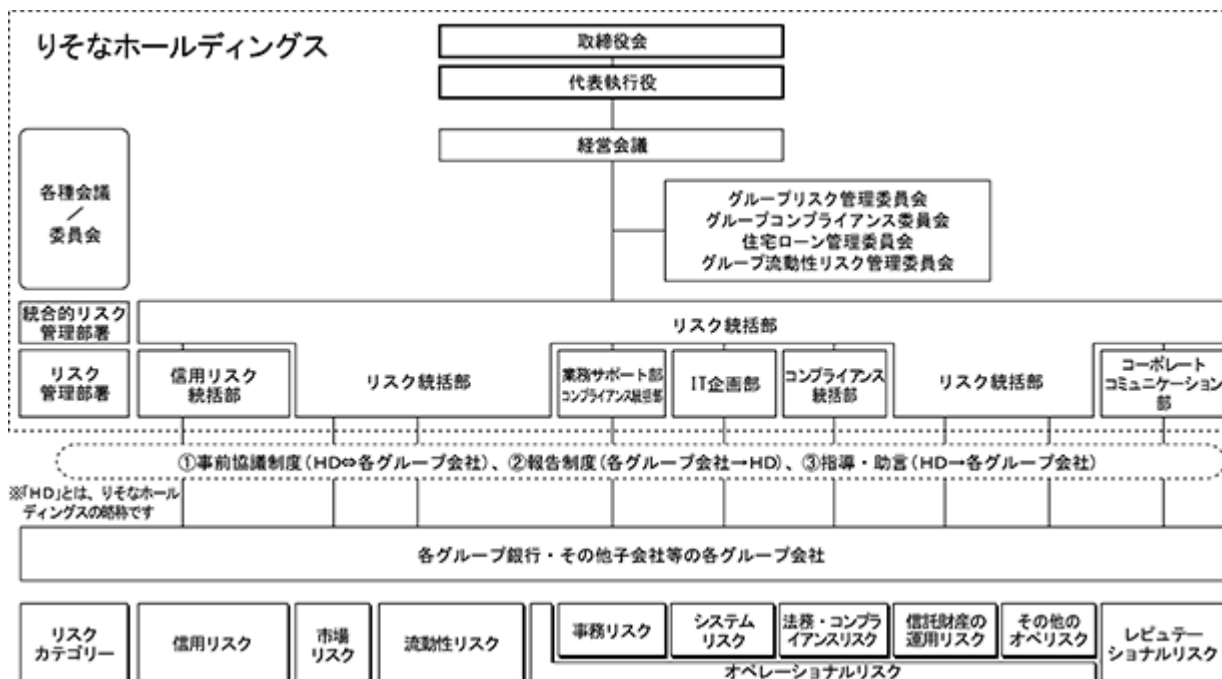 りそなホールディングス
取締役会
代表執行役
経営会議
各種会議
／
委員会
グループリスク管理委員会
グループコンプライアンス委員会
住宅ローン管理委員会
グループ流動性リスク管理委員会
統合的リスク
管理部署
リスク統括部
リスク
管理部署
信用リスク
統括部
リスク統括部
業務サポート部
コンプライアンス統括部
IT企画部
コンプライアンス
統括部
リスク統括部
コーポレート
コミュニケーション
部
①事前協議制度（HD⇔各グループ会社）、②報告制度（各グループ会社→HD）、③指導・助言（HD→各グループ会社）
※「HD」とは、りそなホール
ディングスの略称です
各グループ銀行・その他子会社等の各グループ会社
リスク
カテゴリー
信用リスク
市場
リスク
流動性リスク
事務リスク
システム
リスク
法務・コンプラ
イアンスリスク
信託財産の
運用リスク
その他の
オペリスク
オペレーショナルリスク
レピュテー
ショナルリスク